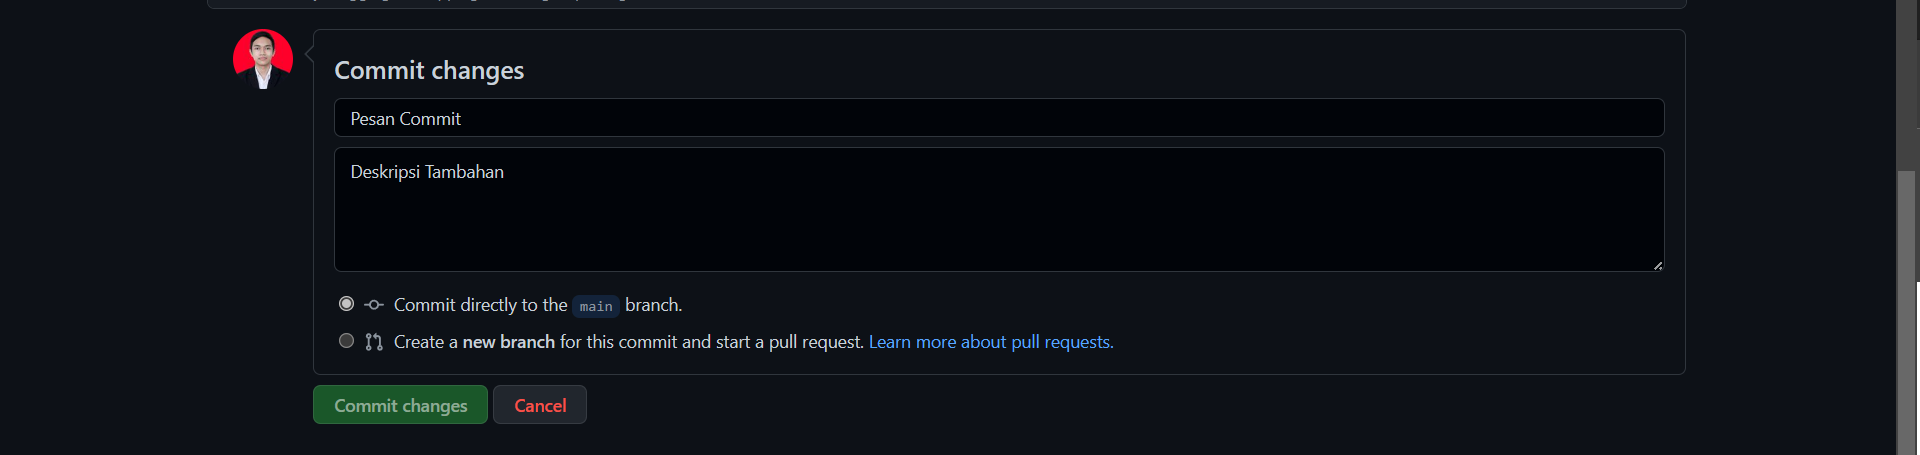 Commit changes
Pesan Commit
Deskripsi Tambahan
Commit directly to the main branch.
Create a new branch for this commit and start a pull request. Learn more about pull requests.
Commit changes
Cancel